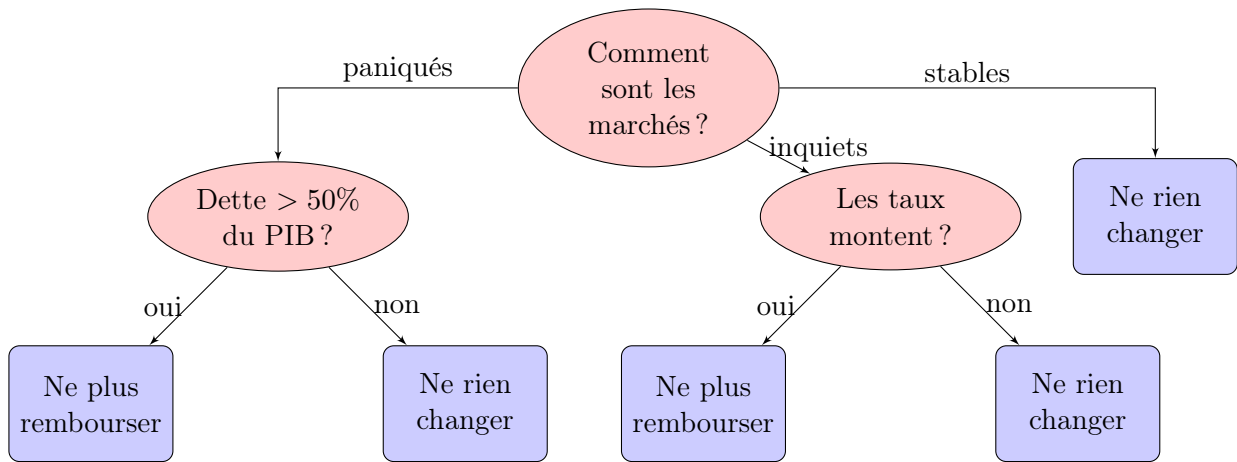 Comment
sont les
marchés ?
paniqués
stables
inquiets
Dette > 50%
du PIB ?
Les taux
montent ?
Ne rien
changer
oui
non
oui
non
Ne plus
rembourser
Ne rien
changer
Ne plus
rembourser
Ne rien
changer